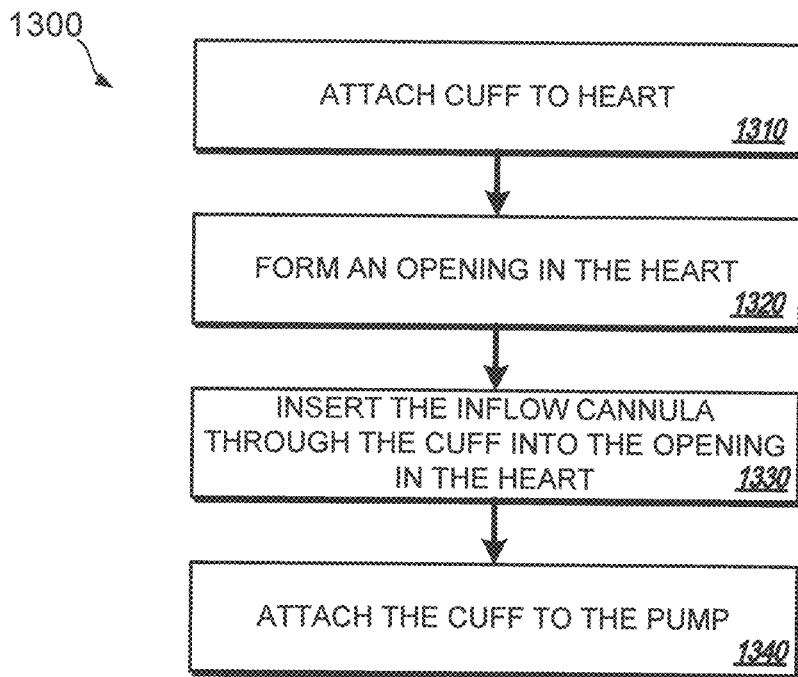 1300
ATTACH CUFF TO HEART
1310
FORM AN OPENING IN THE HEART
1320
INSERT THE INFLOW CANNULA
THROUGH THE CUFF INTO THE OPENING
IN THE HEART 1330
ATTACH THE CUFF TO THE PUMP
1340